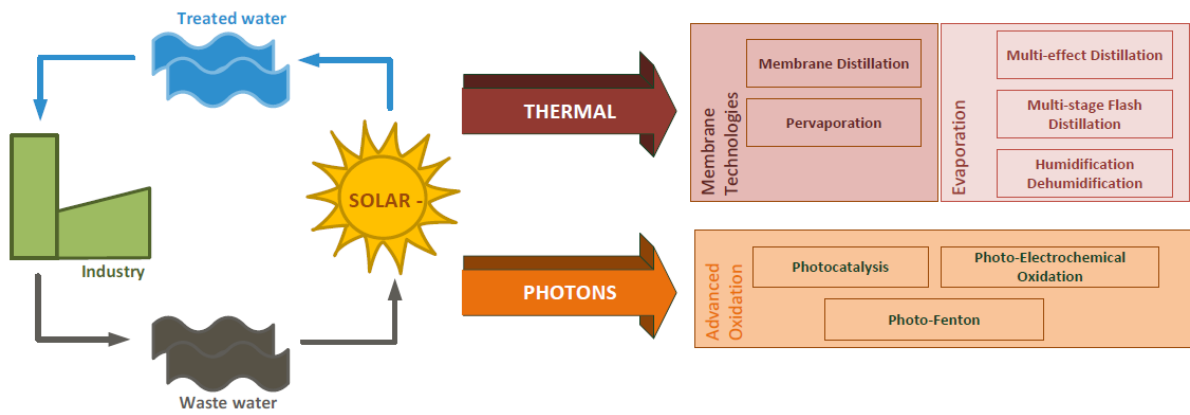 Treated water
Industry
Waste water
SOLAR -
THERMAL
PHOTONS
Membrane
Technologies
Membrane Distillation
Pervaporation
Evaporation
Multi-effect Distillation
Multi-stage Flash
Distillation
Humidification
Dehumidification
Advanced
Oxidation
Photocatalysis
Photo-Electrochemical
Oxidation
Photo-Fenton